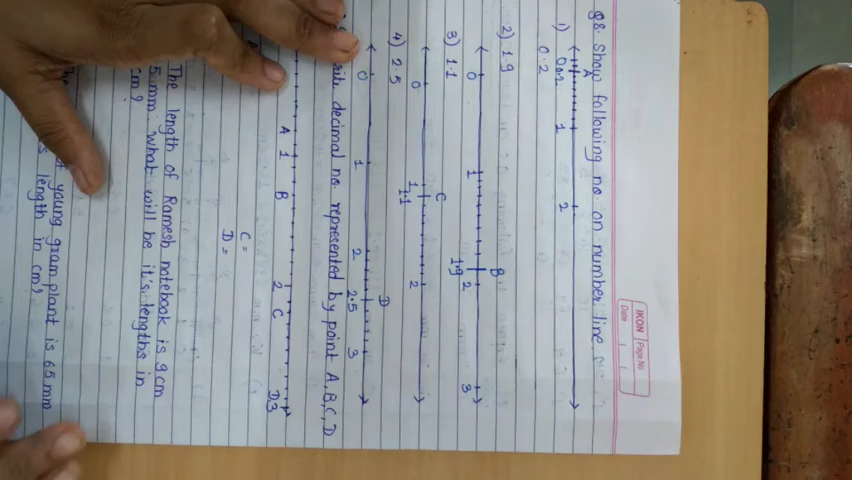 IKON
Page No
Date / /
Q8. Show following no on number line
A
1)
0 0.2 1 2
0.2
2) 1.9
B
0 1 1.9 2 3
3) 1.1
C
0 1 1.1 2
4) 2.5
D
0 1 2 2.5 3
decimal no. represented by point A, B, C, D
A 1 B 2 C D 3
C =
D =
The length of Ramesh notebook is 9cm
5 mm. What will be it's lengths in
cm?
of young gram plant is 65 mm
length in cm?